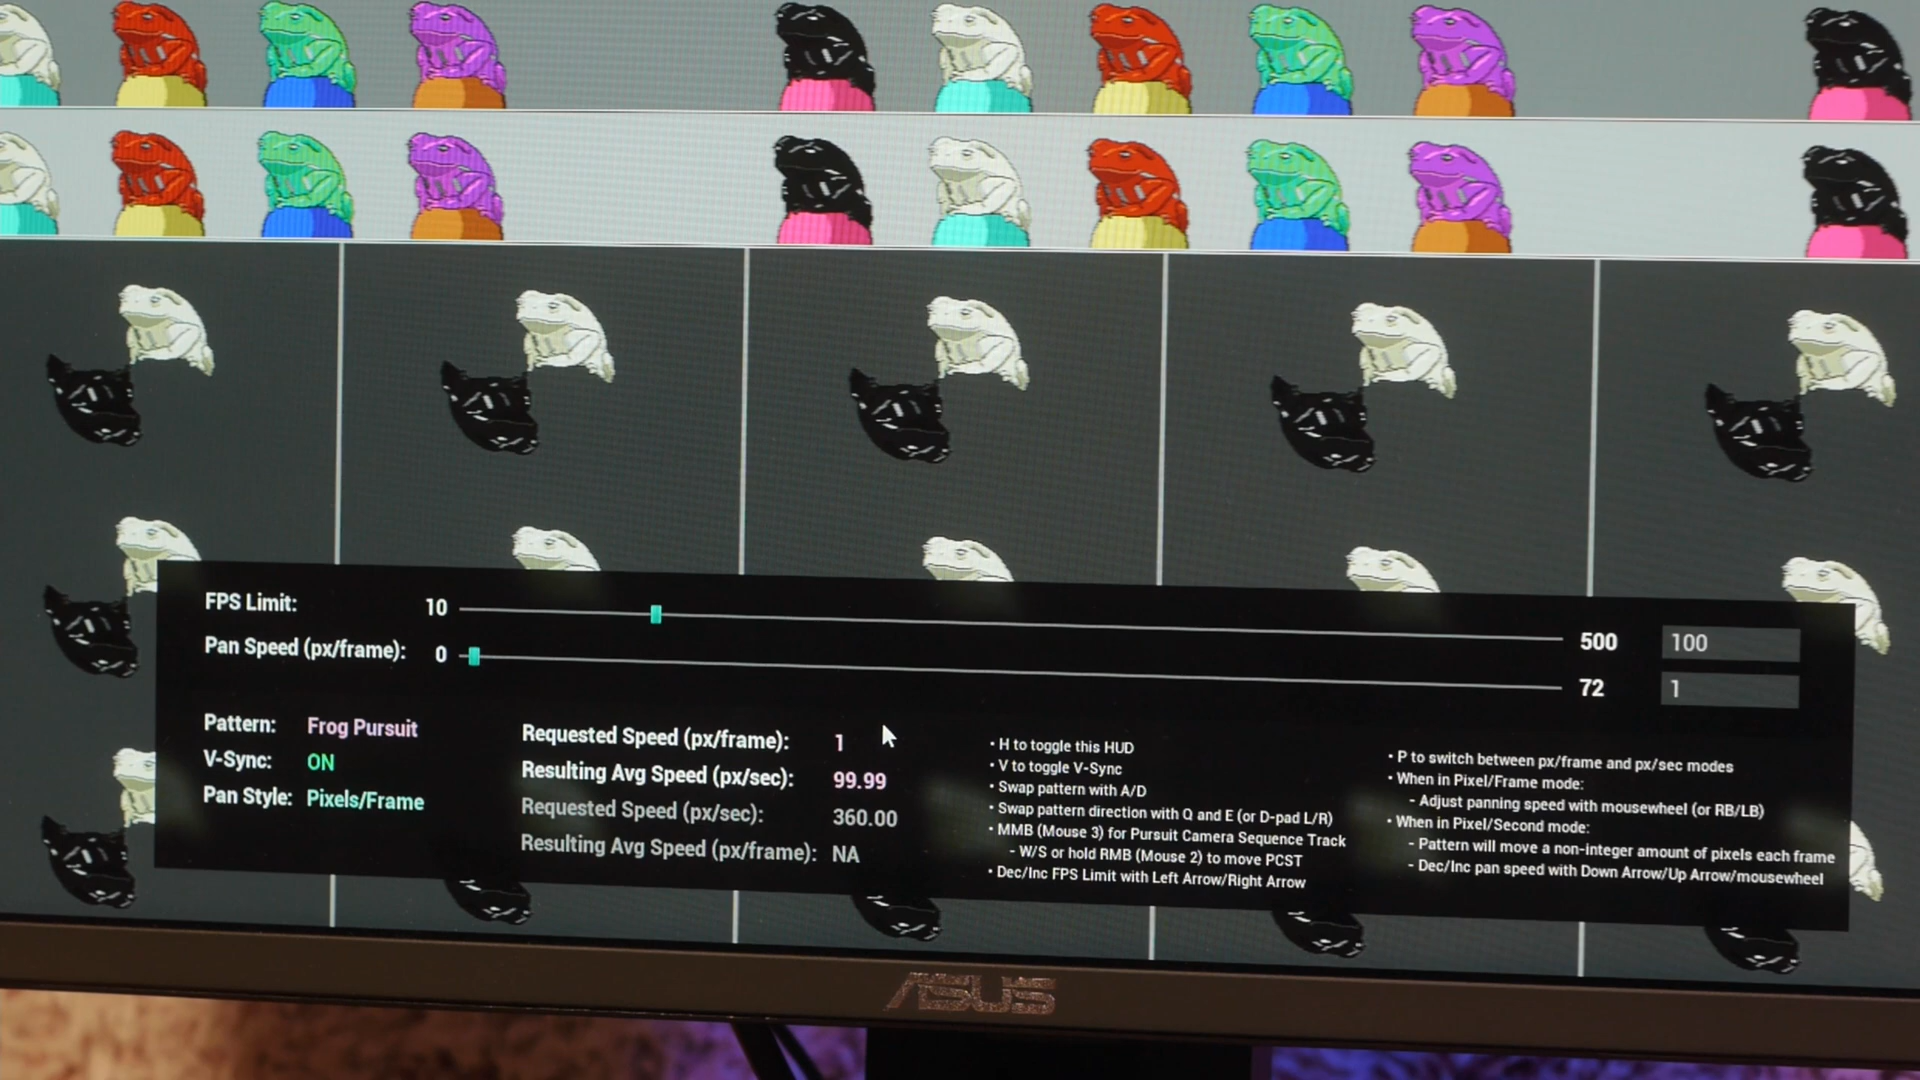 FPS Limit: 10 500 100
Pan Speed (px/frame): 0 72 1
Pattern: Frog Pursuit
V-Sync: ON
Pan Style: Pixels/Frame
Requested Speed (px/frame): 1
Resulting Avg Speed (px/sec): 99.99
Requested Speed (px/sec): 360.00
Resulting Avg Speed (px/frame): NA
• H to toggle this HUD
• V to toggle V-Sync
• Swap pattern with A/D
• Swap pattern direction with Q and E (or D-pad L/R)
• MMB (Mouse 3) for Pursuit Camera Sequence Track
- W/S or hold RMB (Mouse 2) to move PCST
• Dec/Inc FPS Limit with Left Arrow/Right Arrow
• P to switch between px/frame and px/sec modes
• When in Pixel/Frame mode:
- Adjust panning speed with mousewheel (or RB/LB)
• When in Pixel/Second mode:
- Pattern will move a non-integer amount of pixels each frame
- Dec/Inc pan speed with Down Arrow/Up Arrow/mousewheel
ASUS